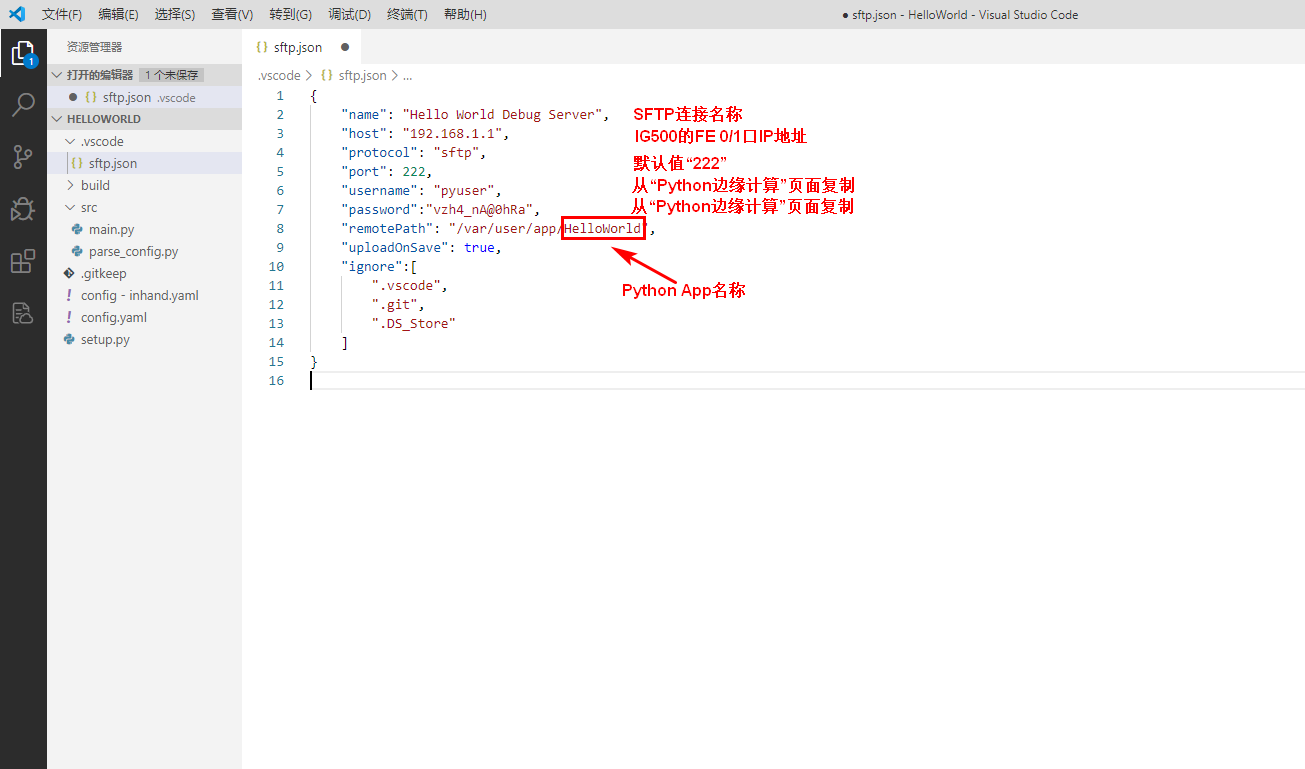 文件(F) 编辑(E) 选择(S) 查看(V) 转到(G) 调试(D) 终端(T) 帮助(H) ● sftp.json - HelloWorld - Visual Studio Code
资源管理器
打开的编辑器 1 个未保存
● {} sftp.json .vscode
HELLOWORLD
.vscode
{} sftp.json
build
src
main.py
parse_config.py
.gitkeep
! config - inhand.yaml
! config.yaml
setup.py
1
{} sftp.json ●
.vscode > {} sftp.json > ...
1 {
2 "name": "Hello World Debug Server", SFTP连接名称
3 "host": "192.168.1.1", IG500的FE 0/1口IP地址
4 "protocol": "sftp",
5 "port": 222, 默认值“222”
6 "username": "pyuser", 从“Python边缘计算”页面复制
7 "password":"vzh4_nA@0hRa", 从“Python边缘计算”页面复制
8 "remotePath": "/var/user/app/HelloWorld",
9 "uploadOnSave": true,
10 "ignore":[
11 ".vscode", Python App名称
12 ".git",
13 ".DS_Store"
14 ]
15 }
16